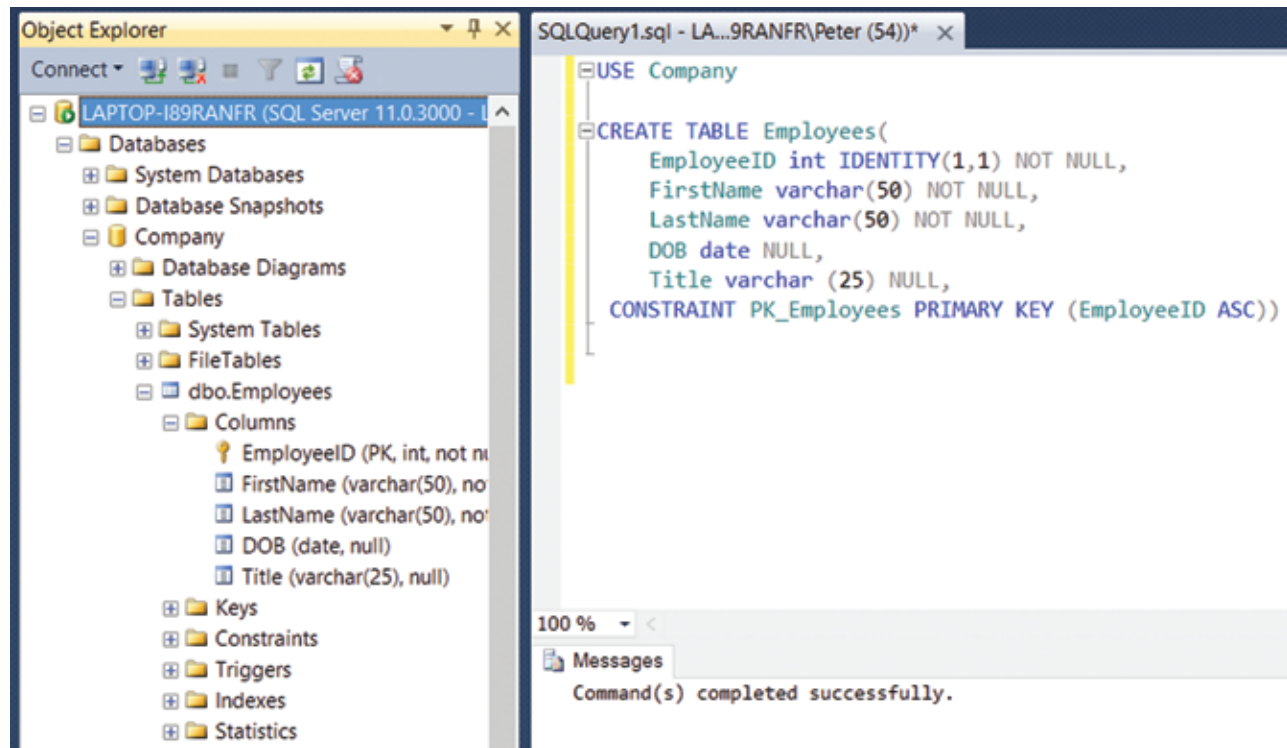 Object Explorer
Connect
LAPTOP-I89RANFR (SQL Server 11.0.3000 - L
Databases
System Databases
Database Snapshots
Company
Database Diagrams
Tables
System Tables
FileTables
dbo.Employees
Columns
EmployeeID (PK, int, not nu
FirstName (varchar(50), no
LastName (varchar(50), not
DOB (date, null)
Title (varchar(25), null)
Keys
Constraints
Triggers
Indexes
Statistics
SQLQuery1.sql - LA...9RANFR\Peter (54))*
USE Company
CREATE TABLE Employees(
EmployeeID int IDENTITY(1,1) NOT NULL,
FirstName varchar(50) NOT NULL,
LastName varchar(50) NOT NULL,
DOB date NULL,
Title varchar (25) NULL,
CONSTRAINT PK_Employees PRIMARY KEY (EmployeeID ASC))
100 %
Messages
Command(s) completed successfully.